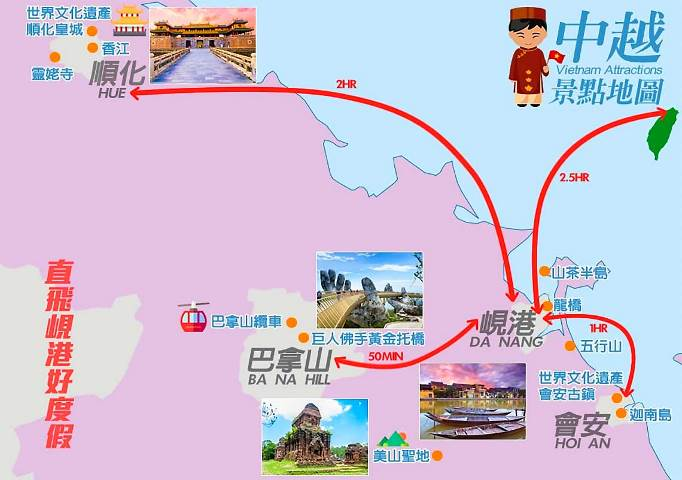 中越
Vietnam Attractions
景點地圖
世界文化遺產
順化皇城
香江
靈姥寺
順化
HUE
2HR
2.5HR
直飛峴港好度假
山茶半島
龍橋
峴港
DA NANG
1HR
五行山
巴拿山纜車
巨人佛手黃金托橋
巴拿山
BA NA HILL
50MIN
世界文化遺產
會安古鎮
迦南島
會安
HOI AN
美山聖地